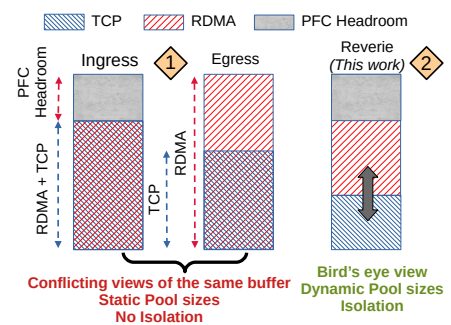 TCP
RDMA
PFC Headroom
Ingress
1
Egress
Reverie
(This work)
2
PFC
Headroom
RDMA + TCP
TCP
RDMA
Conflicting views of the same buffer
Static Pool sizes
No Isolation
Bird's eye view
Dynamic Pool sizes
Isolation